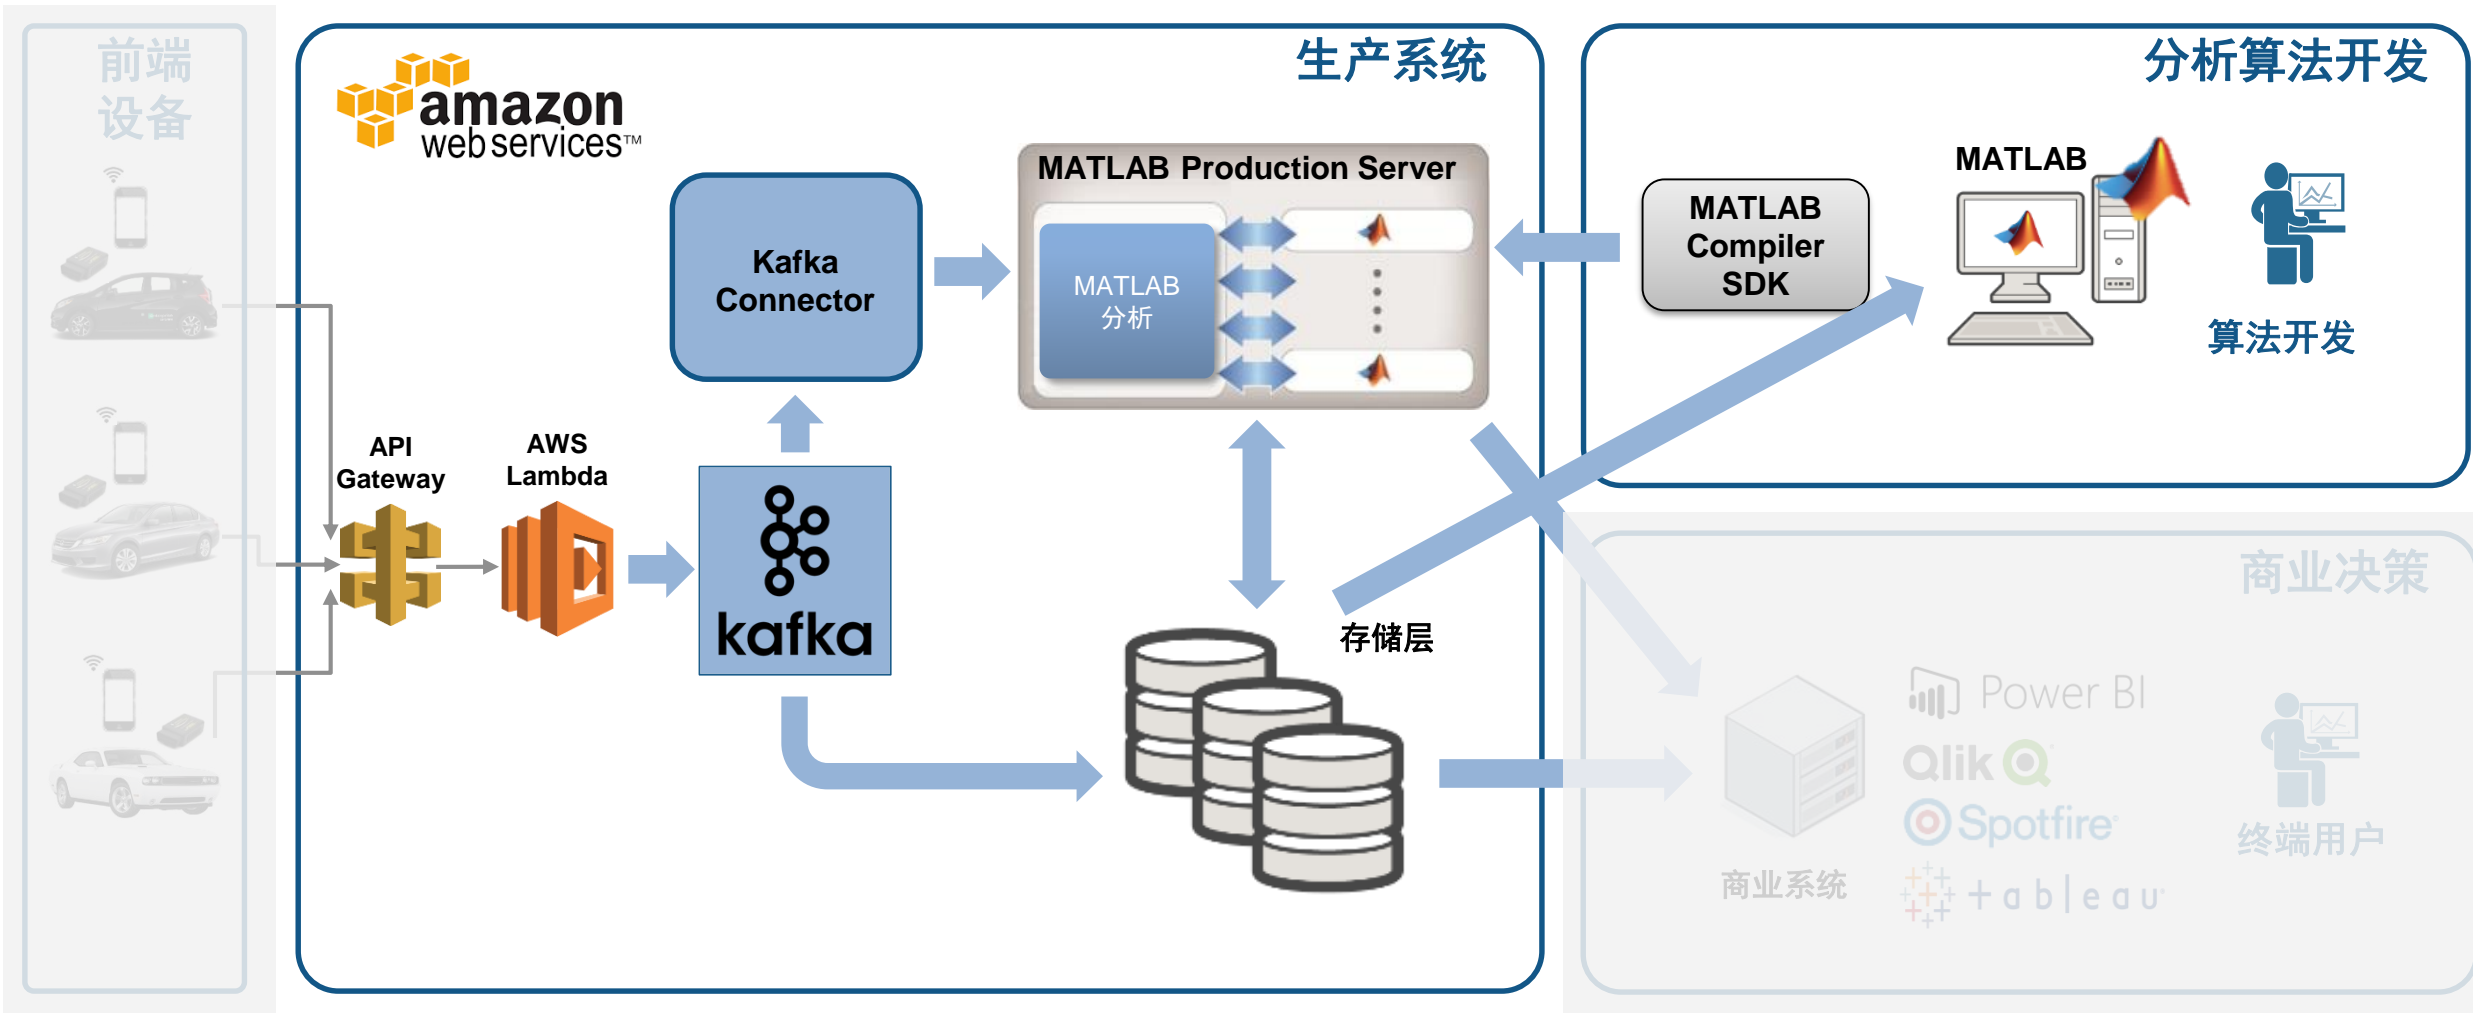 前端
设备
amazon
web services™
生产系统
分析算法开发
MATLAB Production Server
MATLAB
分析
Kafka
Connector
MATLAB
Compiler
SDK
MATLAB
算法开发
API
Gateway
AWS
Lambda
kafka
存储层
商业决策
Power BI
Qlik
Spotfire
+ableau
商业系统
终端用户